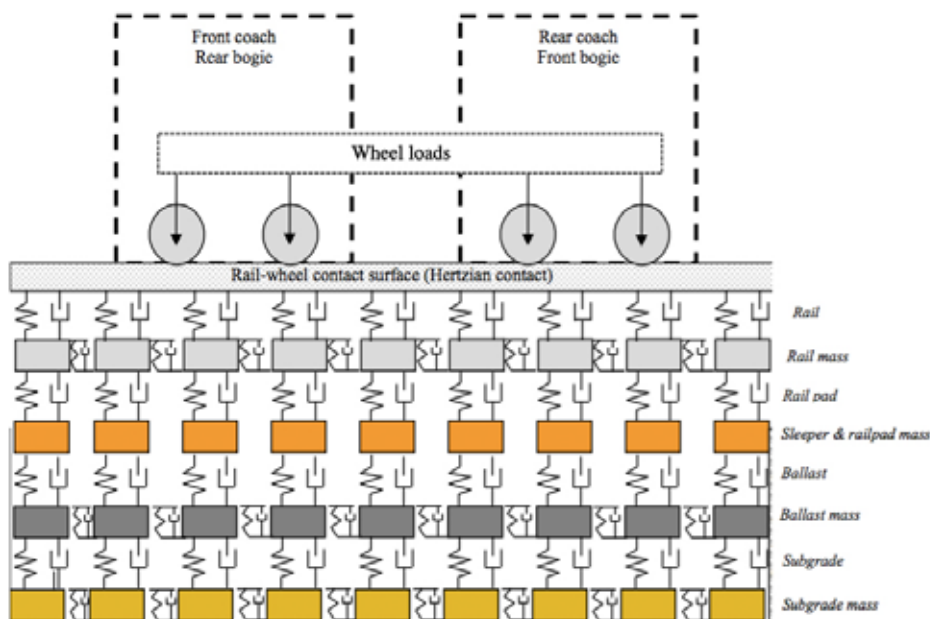 Front coach
Rear bogie
Rear coach
Front bogie
Wheel loads
Rail-wheel contact surface (Hertzian contact)
Rail
Rail mass
Rail pad
Sleeper & railpad mass
Ballast
Ballast mass
Subgrade
Subgrade mass